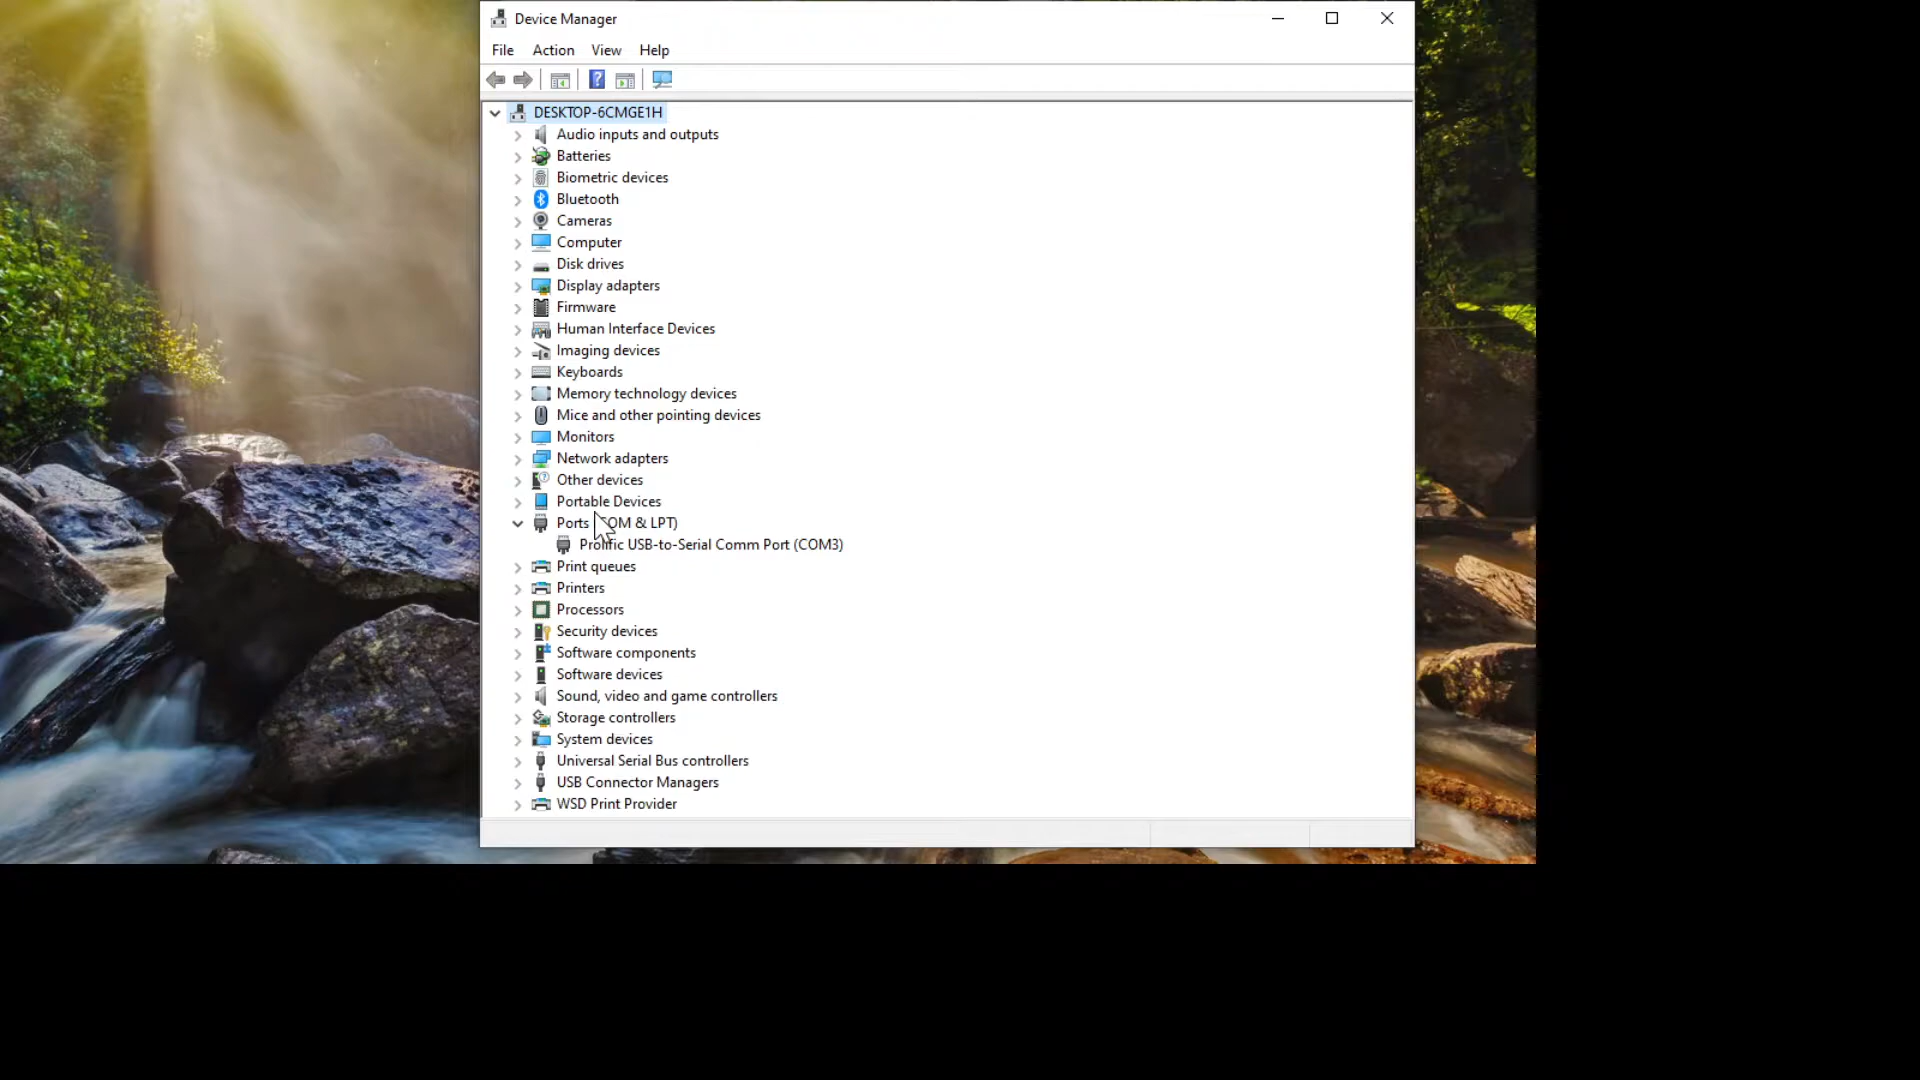 Device Manager
File Action View Help
DESKTOP-6CMGE1H
Audio inputs and outputs
Batteries
Biometric devices
Bluetooth
Cameras
Computer
Disk drives
Display adapters
Firmware
Human Interface Devices
Imaging devices
Keyboards
Memory technology devices
Mice and other pointing devices
Monitors
Network adapters
Other devices
Portable Devices
Ports (COM & LPT)
Prolific USB-to-Serial Comm Port (COM3)
Print queues
Printers
Processors
Security devices
Software components
Software devices
Sound, video and game controllers
Storage controllers
System devices
Universal Serial Bus controllers
USB Connector Managers
WSD Print Provider